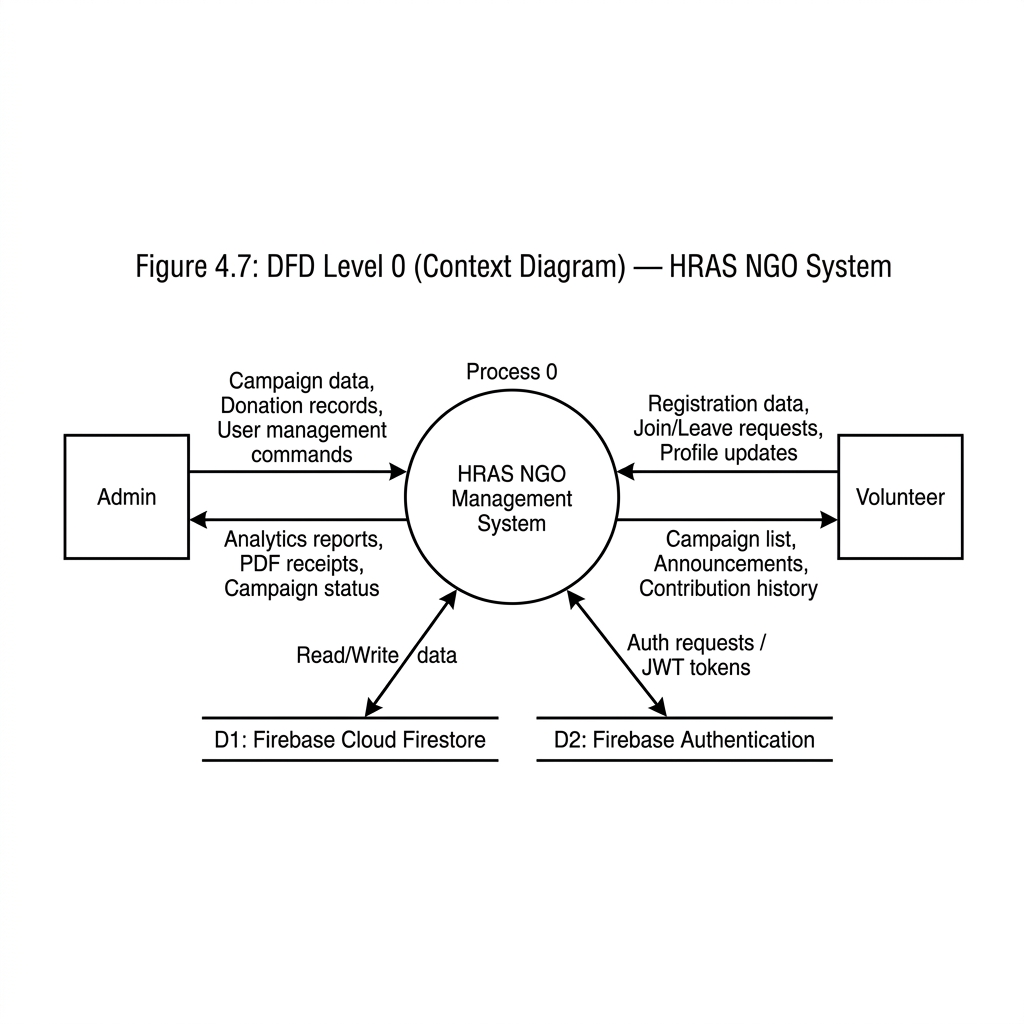 Figure 4.7: DFD Level 0 (Context Diagram) — HRAS NGO System
Process 0
Campaign data,
Donation records,
User management
commands
Registration data,
Join/Leave requests,
Profile updates
Admin
HRAS NGO
Management
System
Volunteer
Analytics reports,
PDF receipts,
Campaign status
Campaign list,
Announcements,
Contribution history
Read/Write data
Auth requests /
JWT tokens
D1: Firebase Cloud Firestore
D2: Firebase Authentication